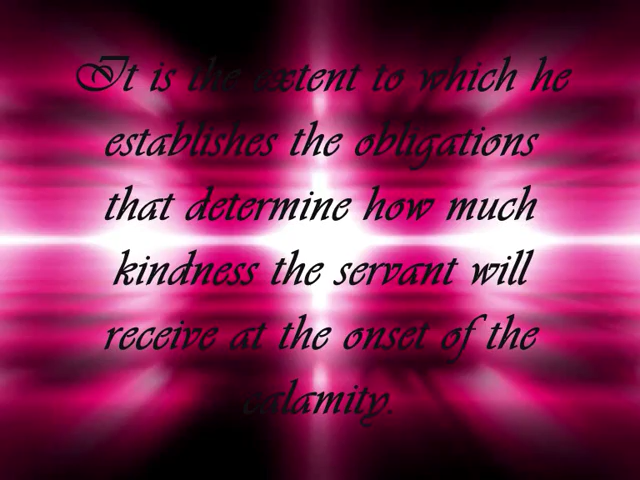 It is the extent to which he
establishes the obligations
that determine how much
kindness the servant will
receive at the onset of the
calamity.